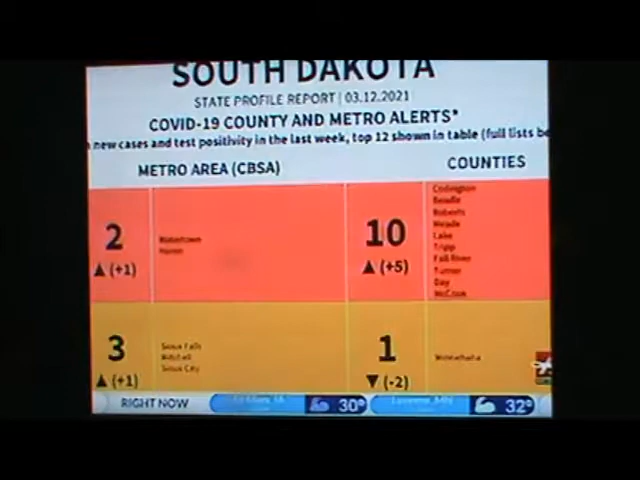 SOUTH DAKOTA
STATE PROFILE REPORT | 03.12.2021
COVID-19 COUNTY AND METRO ALERTS*
new cases and test positivity in the last week, top 12 shown in table (full lists be
METRO AREA (CBSA)
COUNTIES
2
▲ (+1)
Watertown
Huron
10
▲ (+5)
Codington
Beadle
Roberts
Meade
Lake
Tripp
Fall River
Turner
Day
McCook
3
▲ (+1)
Sioux Falls
Mitchell
Sioux City
1
▼ (-2)
Minnehaha
RIGHT NOW
30°
Luverne, MN
32°